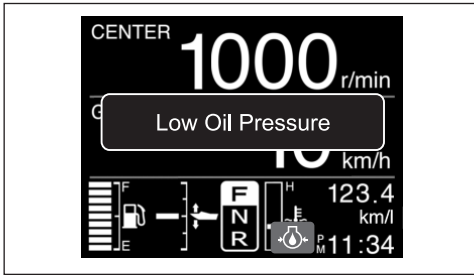 CENTER
1000 r/min
G
Low Oil Pressure
km/h
F
E
F
N
R
H
123.4
km/l
PM 11:34